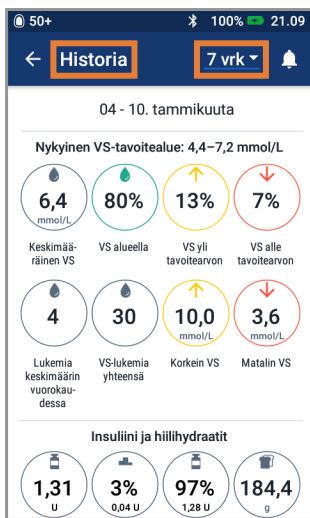 50+ 100% 21.09
Historia 7 vrk
04 - 10. tammikuuta
Nykyinen VS-tavoitealue: 4,4–7,2 mmol/L
6,4 80% 13% 7%
mmol/L
Keskimää- VS alueella VS yli VS alle
räinen VS tavoitearvon tavoitearvon
4 30 10,0 3,6
mmol/L mmol/L
Lukemia VS-lukemia Korkein VS Matalin VS
keskimäärin yhteensä
vuorokau-
dessa
Insuliini ja hiilihydraatit
1,31 3% 97% 184,4
U 0,04 U 1,28 U g